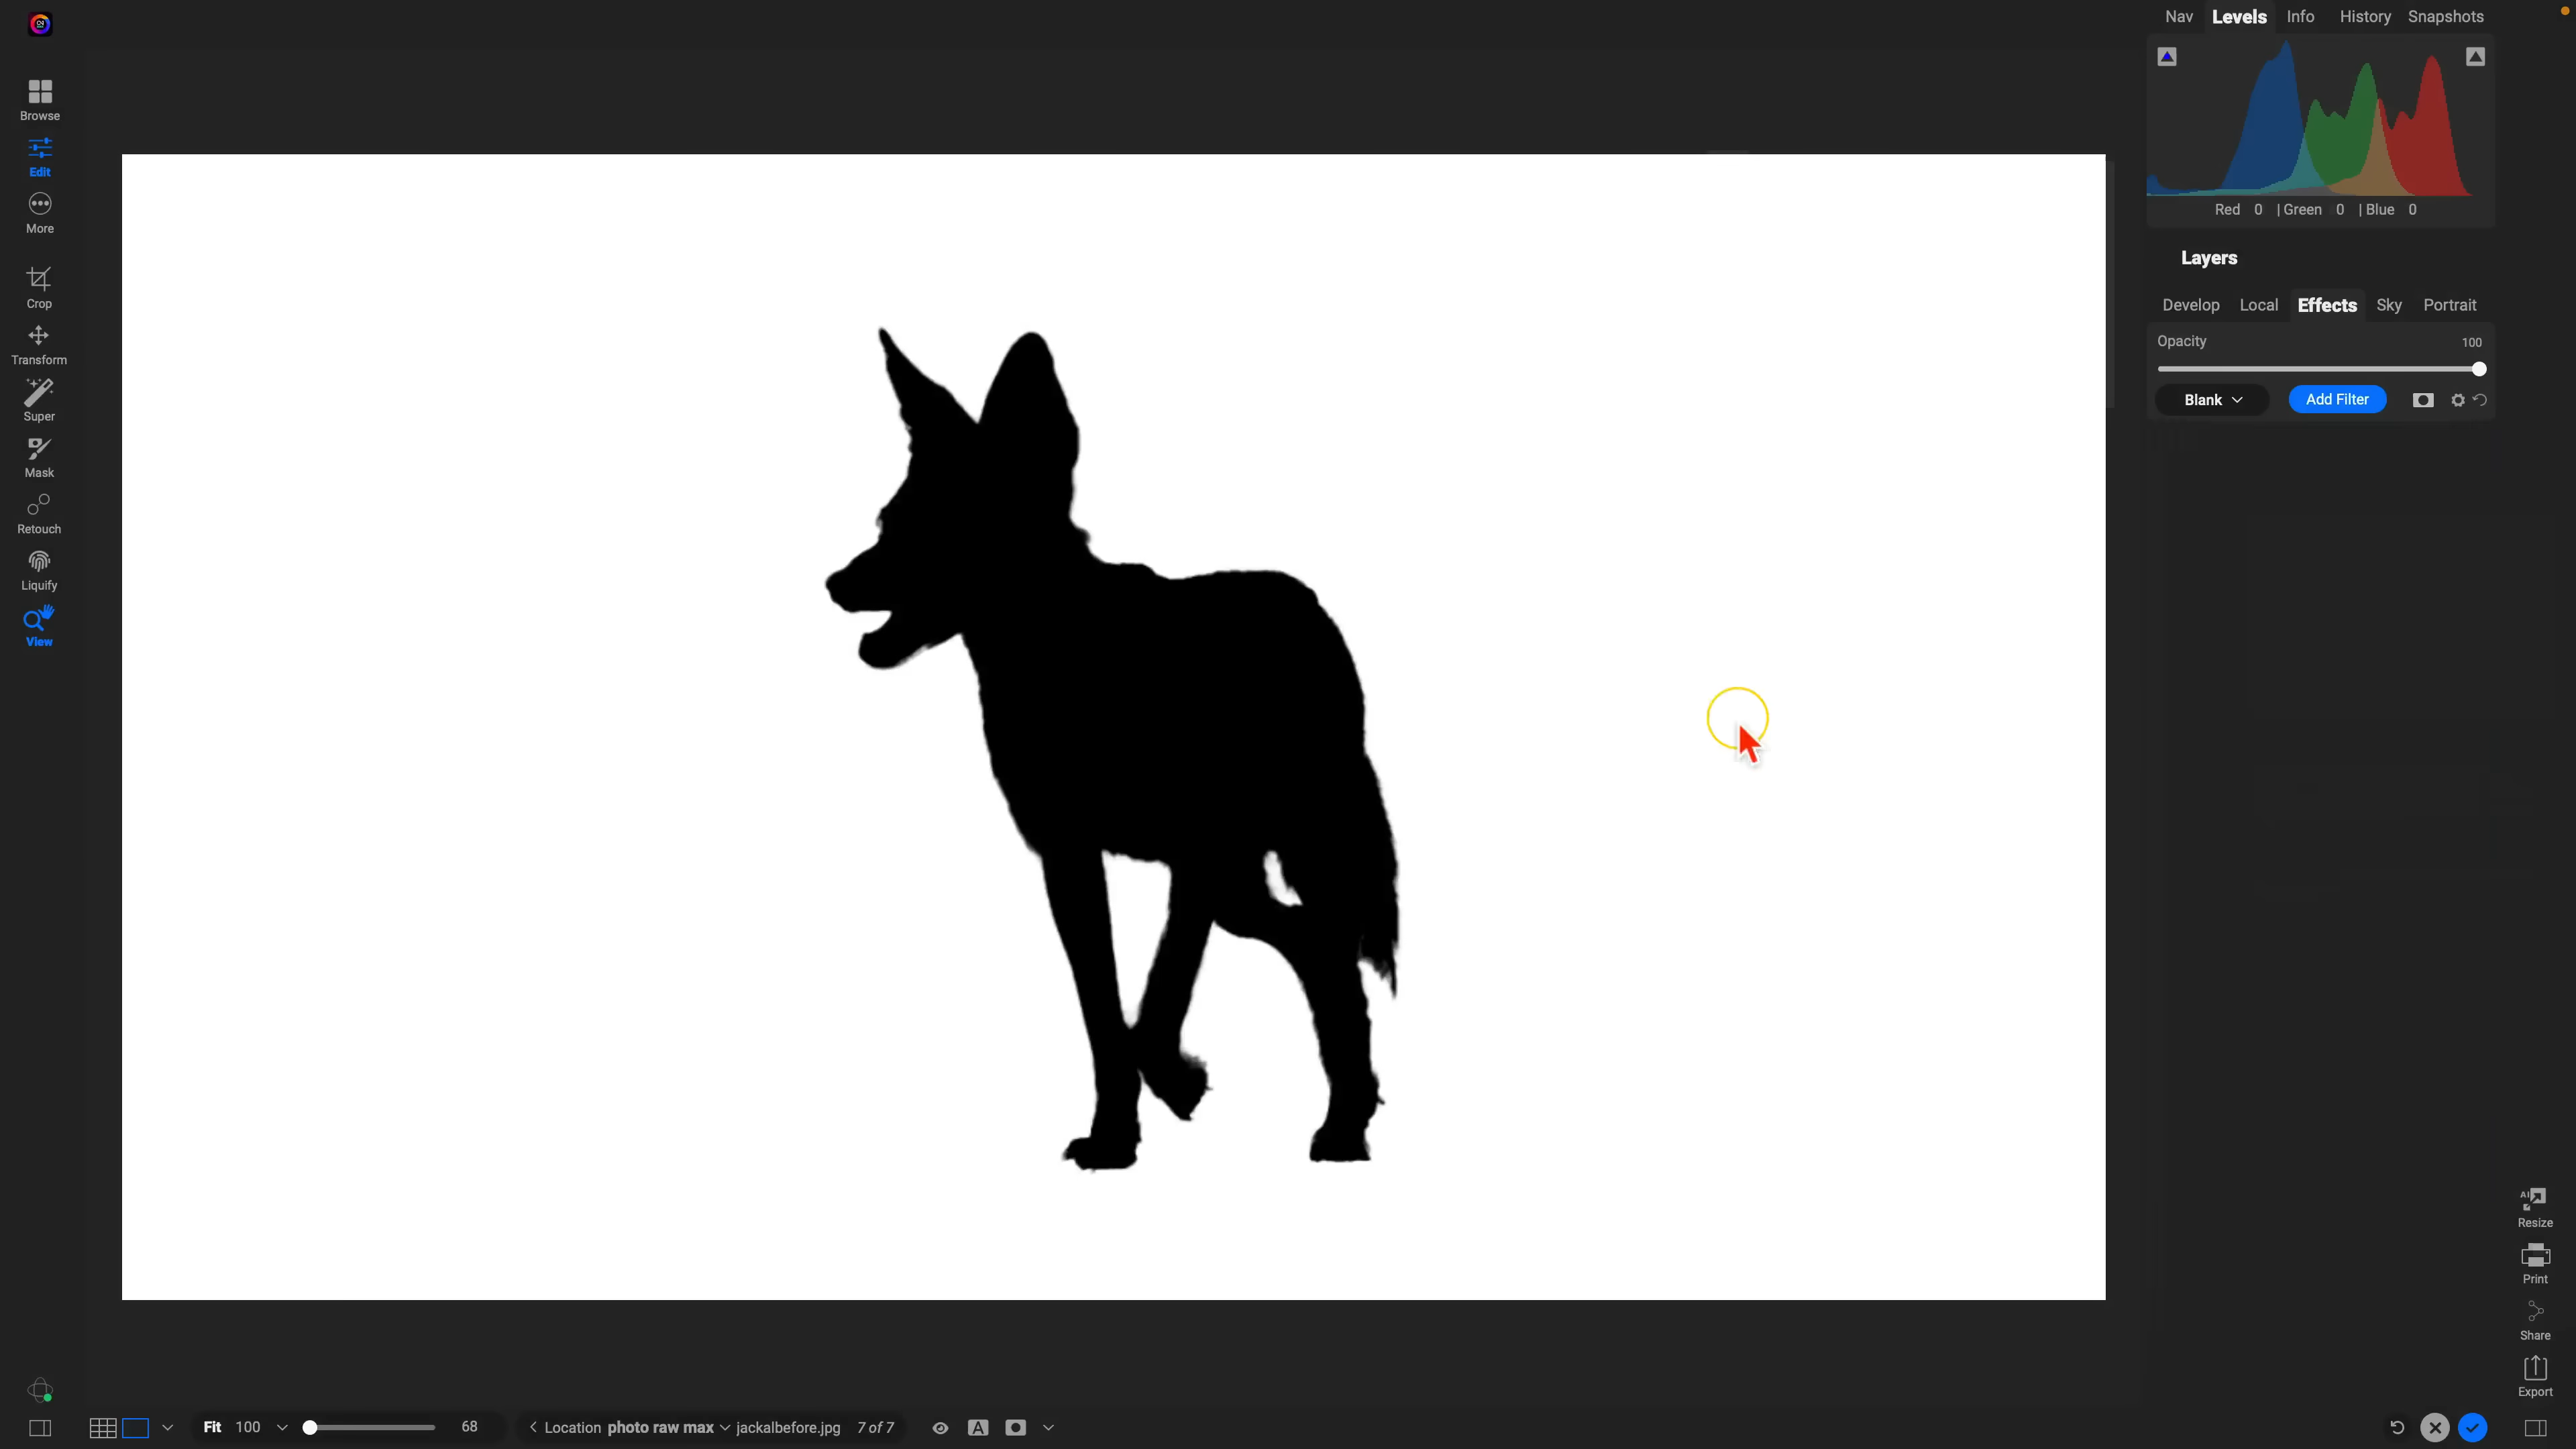 Nav Levels Info History Snapshots
Browse
Edit
More
Red 0 | Green 0 | Blue 0
Layers
Crop
Develop Local Effects Sky Portrait
Opacity 100
Transform
Blank Add Filter
Super
Mask
Retouch
Liquify
View
AI
Resize
Print
Share
Export
Fit 100 68 Location photo raw max jackalbefore.jpg 7 of 7 A